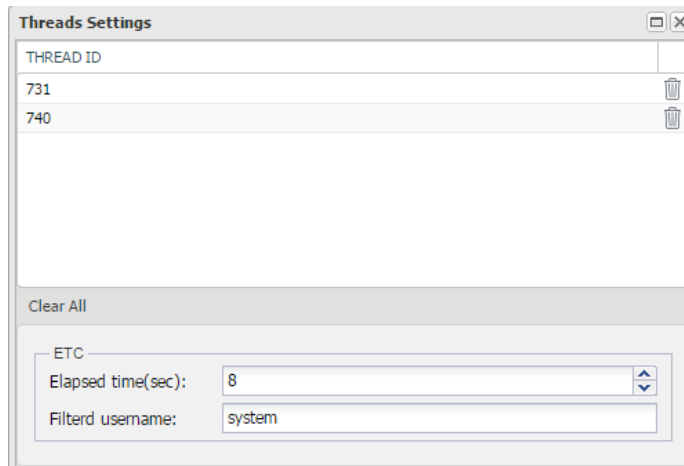 Threads Settings
THREAD ID
731
740
Clear All
ETC
Elapsed time(sec): 8
Filterd username: system